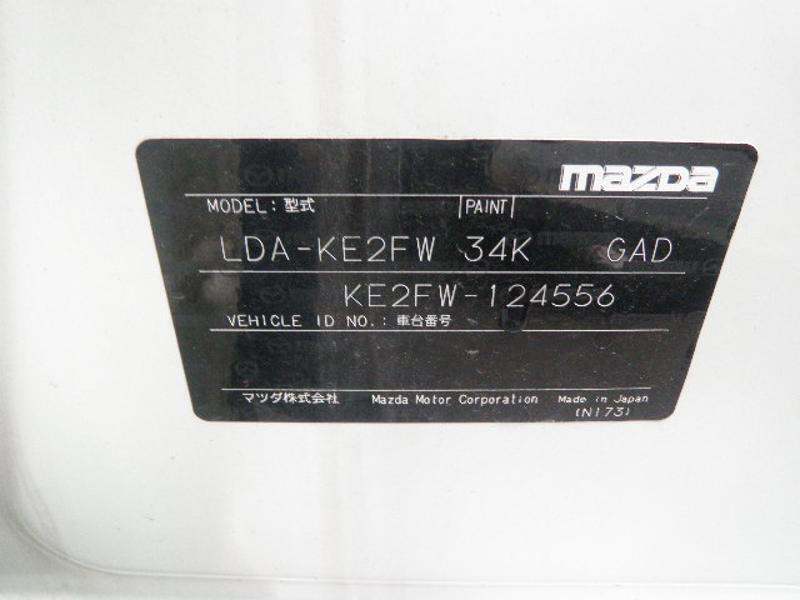 mazda
MODEL: 型式 PAINT
LDA-KE2FW 34K GAD
KE2FW-124556
VEHICLE ID NO.: 車台番号
マツダ株式会社 Mazda Motor Corporation Made in Japan
(N173)